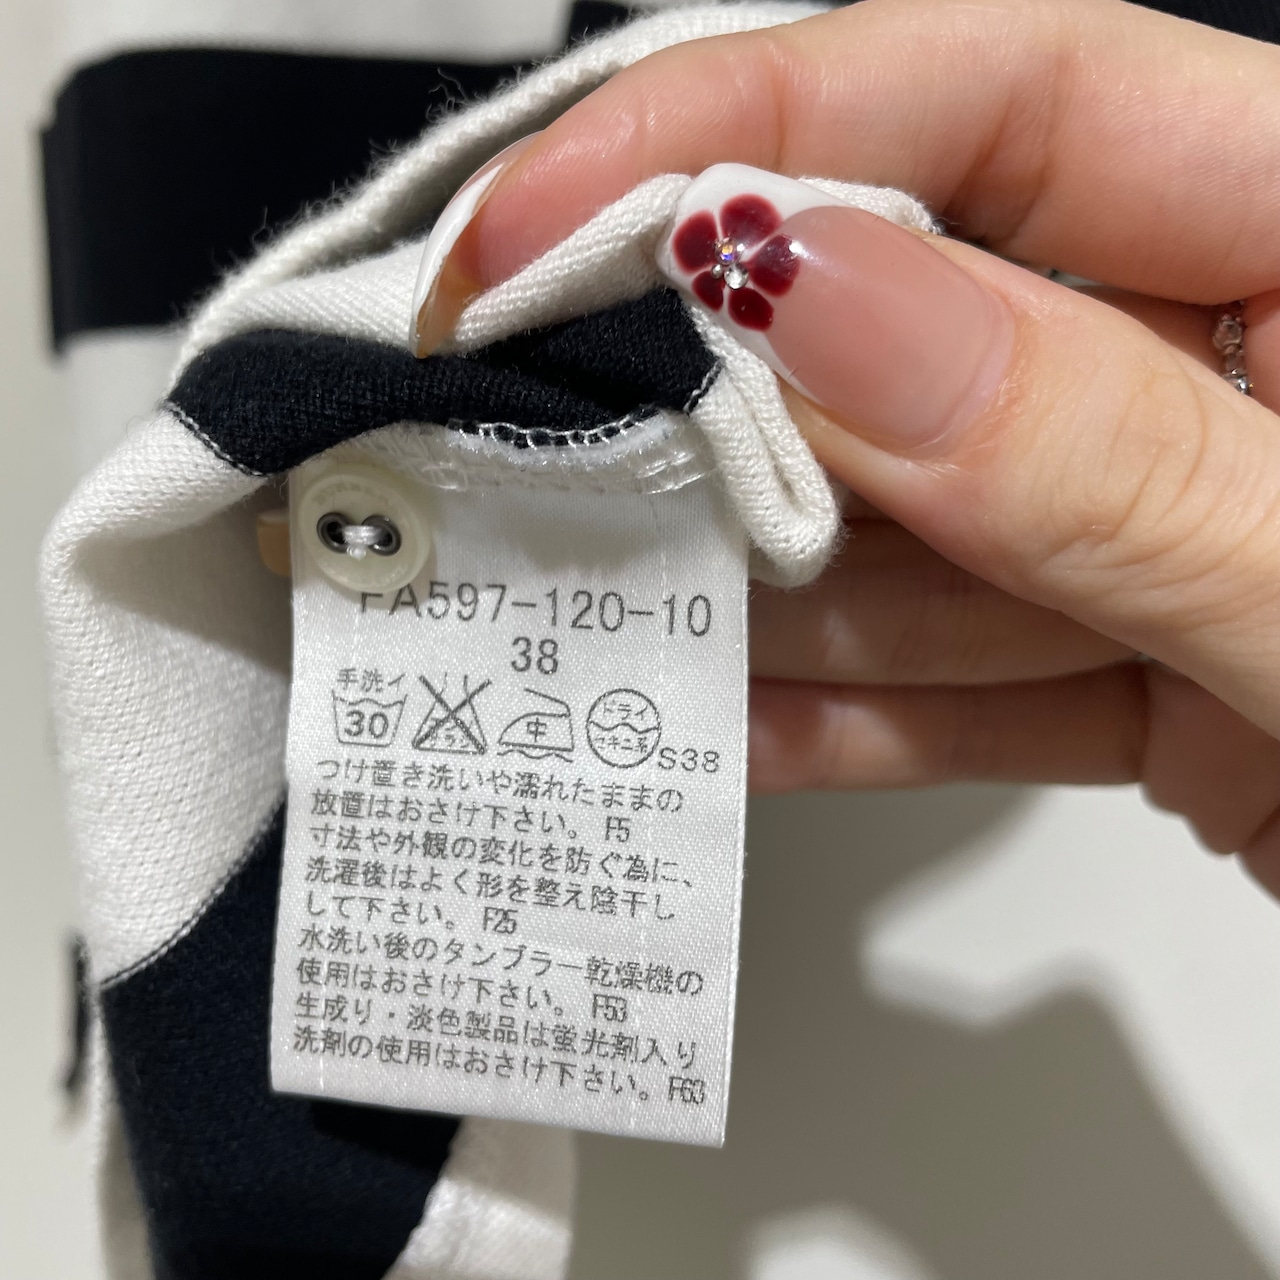 FA597-120-10
38
手洗イ
30
中
ドライ
セキユ系
S38
つけ置き洗いや濡れたままの
放置はおさけ下さい。 F5
寸法や外観の変化を防ぐ為に、
洗濯後はよく形を整え陰干し
して下さい。 F25
水洗い後のタンブラー乾燥機の
使用はおさけ下さい。 F53
生成り・淡色製品は蛍光剤入り
洗剤の使用はおさけ下さい。 F63